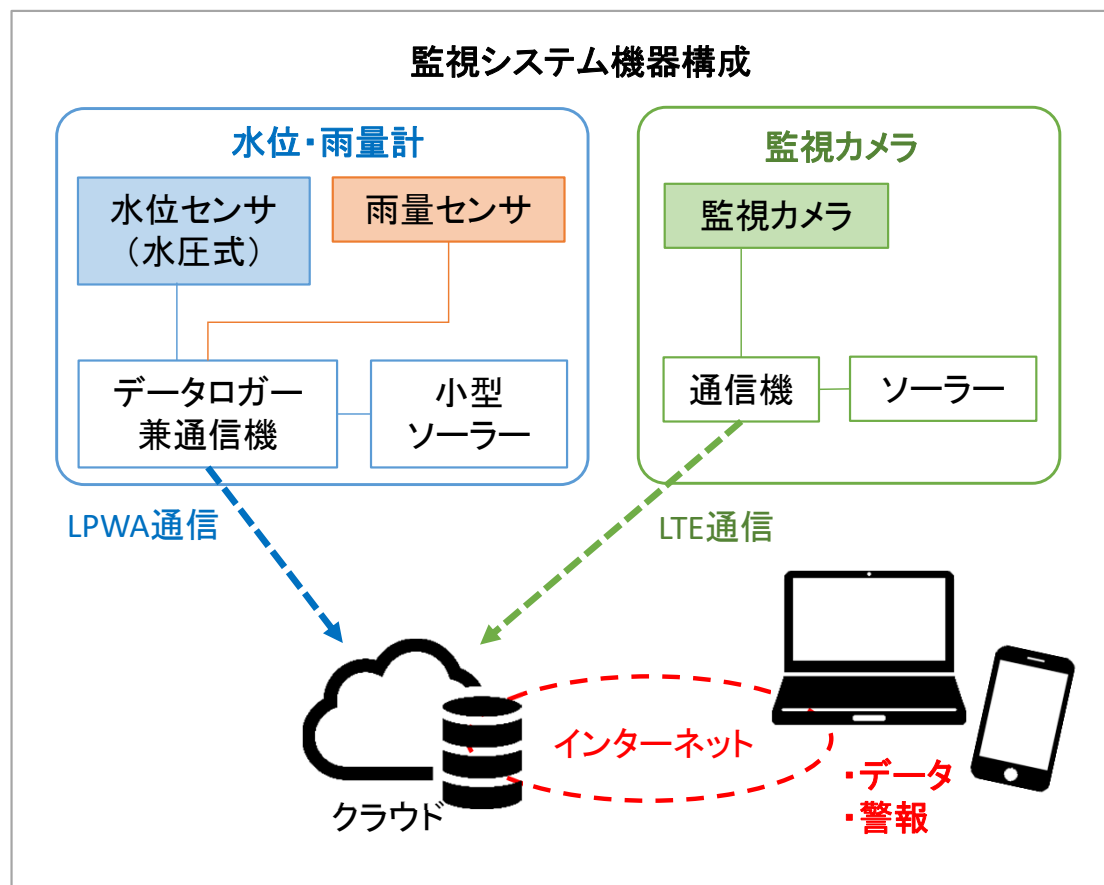 監視システム機器構成
水位・雨量計
水位センサ
（水圧式）
雨量センサ
データロガー
兼通信機
小型
ソーラー
監視カメラ
監視カメラ
通信機
ソーラー
LPWA通信
LTE通信
インターネット
クラウド
・データ
・警報